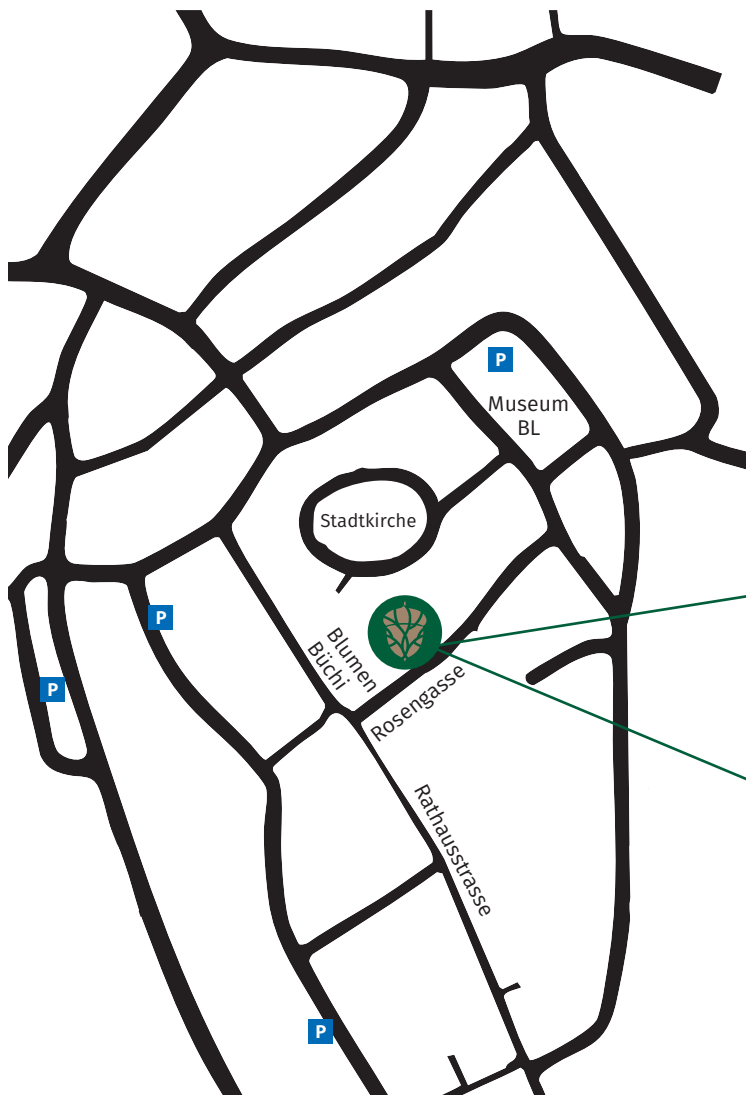 P
Museum
BL
Stadtkirche
P
Blumen
Büchi
P
Rosengasse
Rathausstrasse
P